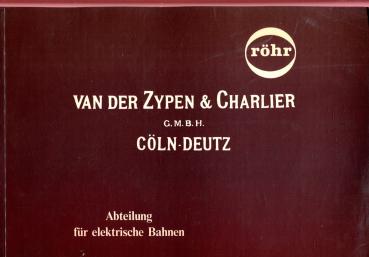 röhr
VAN DER ZYPEN & CHARLIER
G.M.B.H.
CÖLN-DEUTZ
Abteilung
für elektrische Bahnen